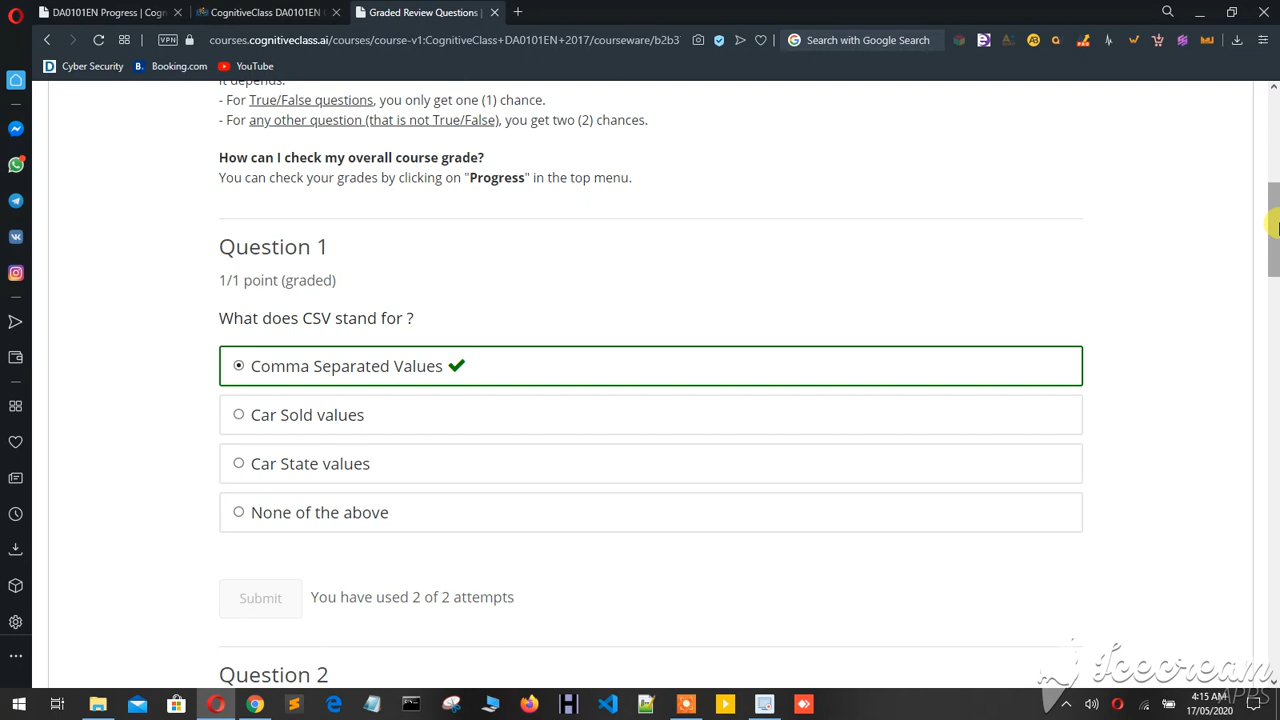 DA0101EN Progress | Cogn
CognitiveClass DA0101EN
Graded Review Questions |
VPN
courses.cognitiveclass.ai/courses/course-v1:CognitiveClass+DA0101EN+2017/courseware/b2b3
Search with Google Search
Cyber Security
Booking.com
YouTube
It depends:
- For True/False questions, you only get one (1) chance.
- For any other question (that is not True/False), you get two (2) chances.
How can I check my overall course grade?
You can check your grades by clicking on "Progress" in the top menu.
Question 1
1/1 point (graded)
What does CSV stand for ?
Comma Separated Values
Car Sold values
Car State values
None of the above
Submit
You have used 2 of 2 attempts
Question 2
Icecream
APPS
4:15 AM
17/05/2020